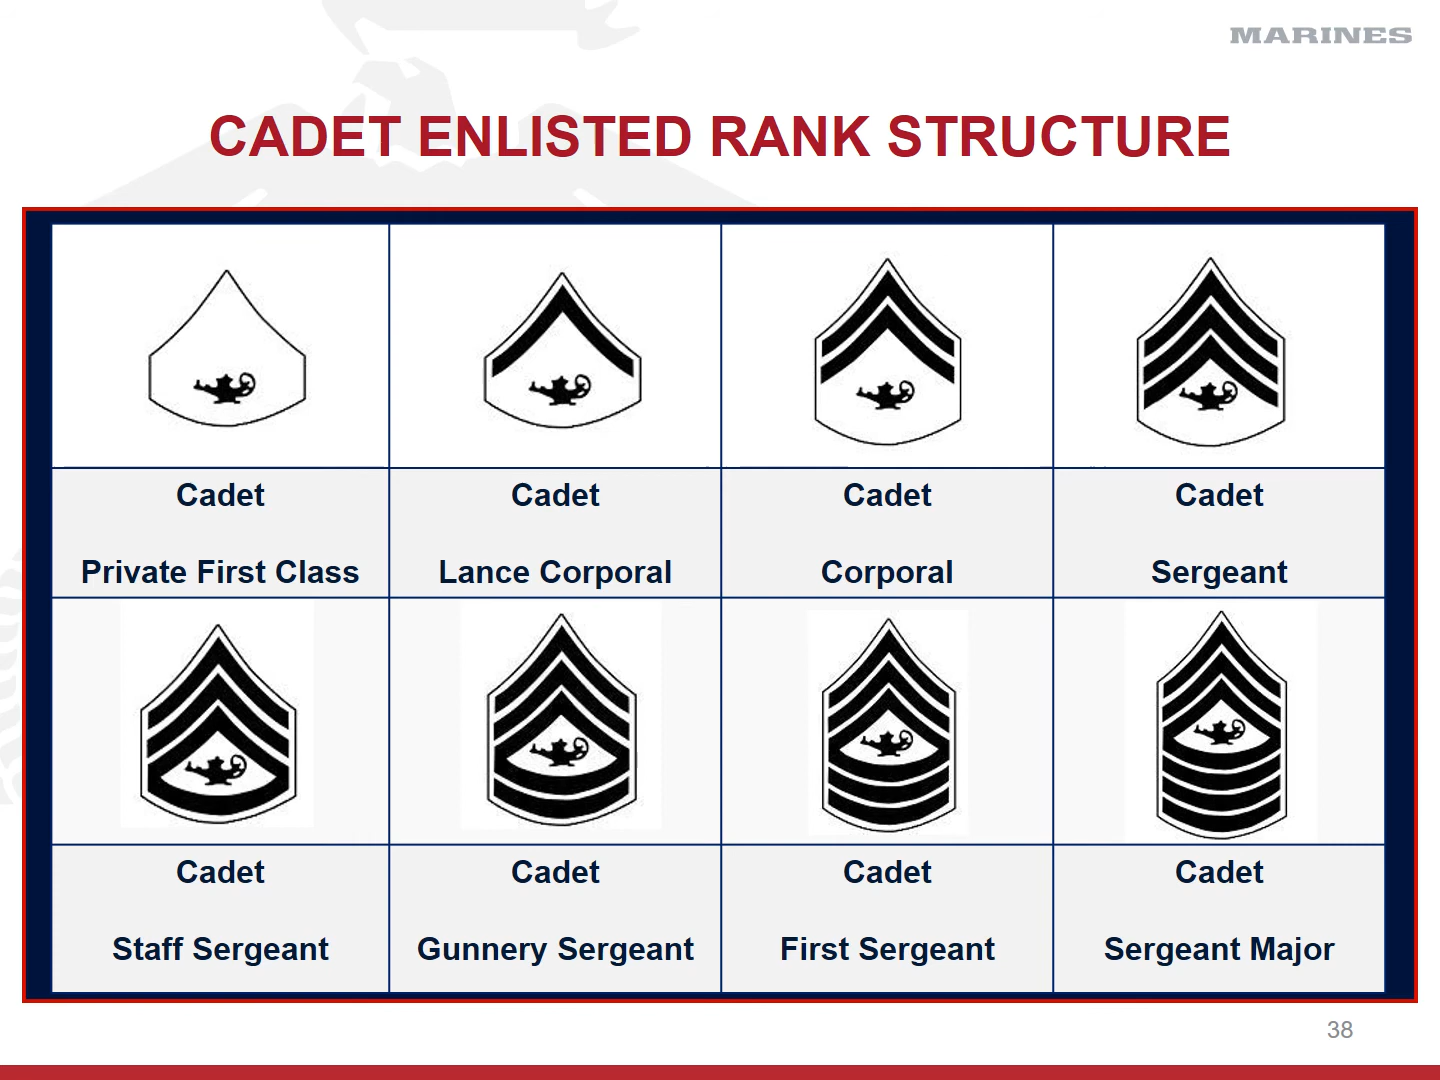 MARINES
CADET ENLISTED RANK STRUCTURE
Cadet
Private First Class
Cadet
Lance Corporal
Cadet
Corporal
Cadet
Sergeant
Cadet
Staff Sergeant
Cadet
Gunnery Sergeant
Cadet
First Sergeant
Cadet
Sergeant Major
38